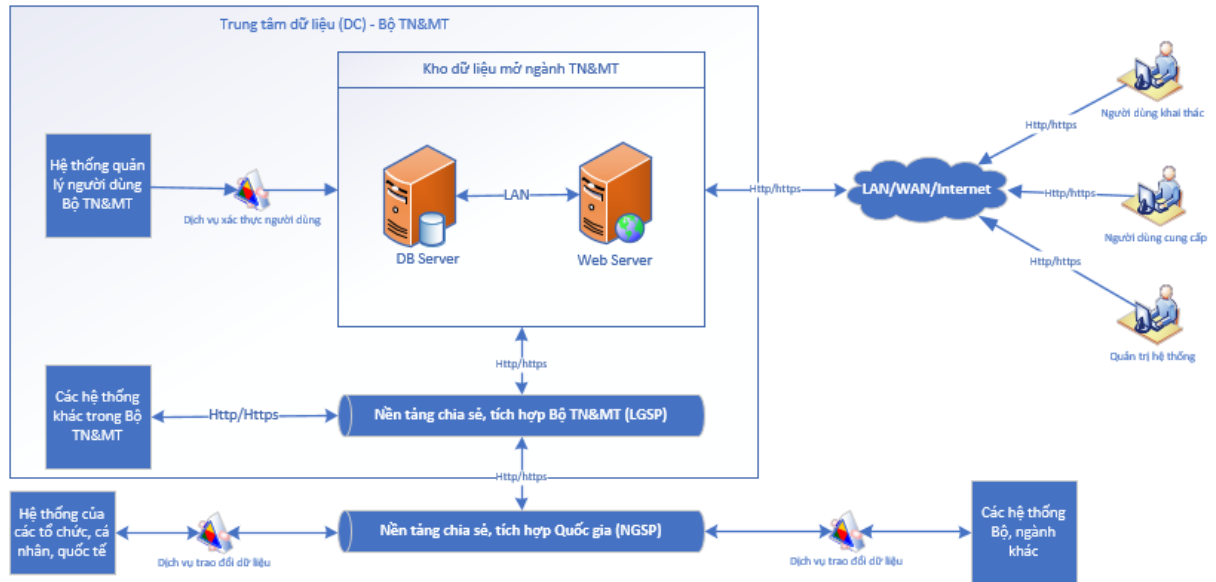 Trung tâm dữ liệu (DC) - Bộ TN&MT
Kho dữ liệu mở ngành TN&MT
Hệ thống quản
lý người dùng
Bộ TN&MT
Dịch vụ xác thực người dùng
LAN
DB Server
Web Server
Http/https
LAN/WAN/Internet
Http/https
Người dùng khai thác
Http/https
Người dùng cung cấp
Http/https
Quản trị hệ thống
Http/https
Các hệ thống
khác trong Bộ
TN&MT
Http/Https
Nền tảng chia sẻ, tích hợp Bộ TN&MT (LGSP)
Http/https
Hệ thống của
các tổ chức, cá
nhân, quốc tế
Dịch vụ trao đổi dữ liệu
Nền tảng chia sẻ, tích hợp Quốc gia (NGSP)
Dịch vụ trao đổi dữ liệu
Các hệ thống
Bộ, ngành
khác